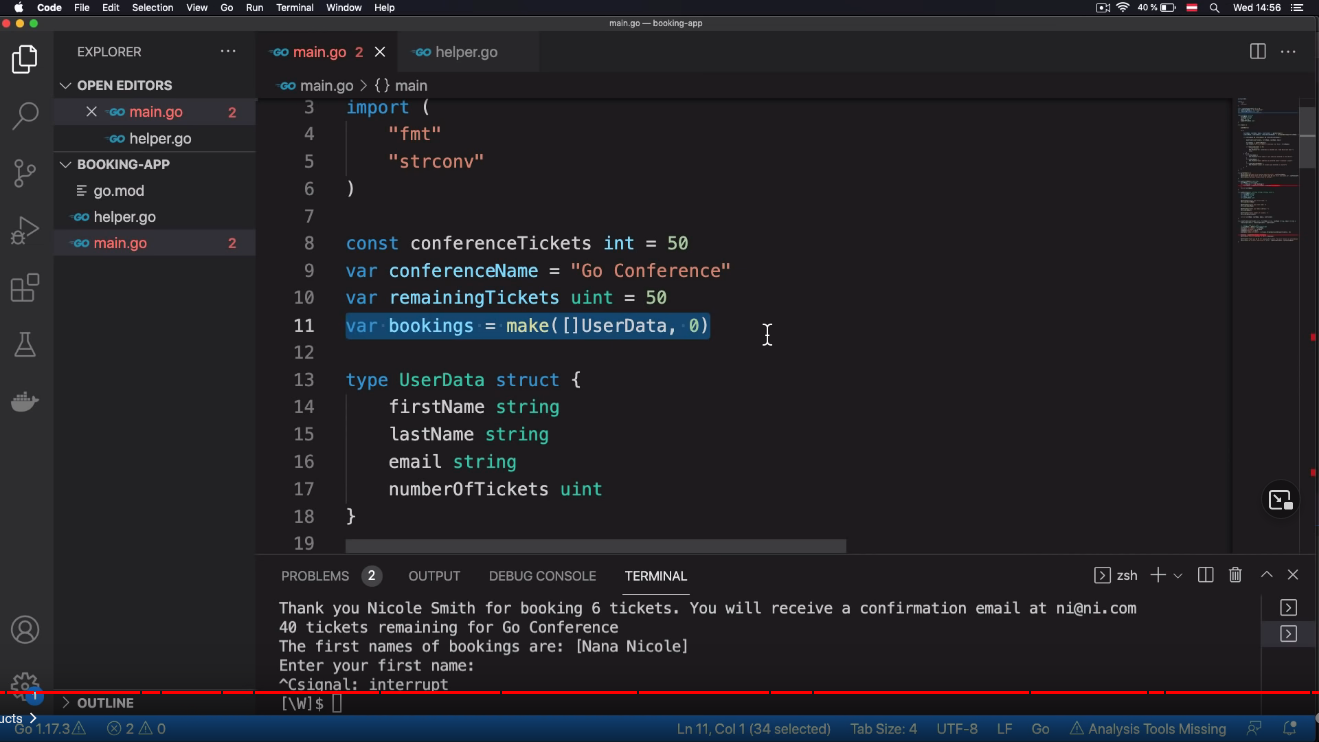 Code File Edit Selection View Go Run Terminal Window Help 40 % Wed 14:56
main.go — booking-app
EXPLORER ···
OPEN EDITORS
GO main.go 2
GO helper.go
BOOKING-APP
go.mod
GO helper.go
GO main.go 2
OUTLINE
GO main.go 2 GO helper.go ···
GO main.go > {} main
3 import (
4 "fmt"
5 "strconv"
6 )
7
8 const conferenceTickets int = 50
9 var conferenceName = "Go Conference"
10 var remainingTickets uint = 50
11 var bookings = make([]UserData, 0)
12
13 type UserData struct {
14 firstName string
15 lastName string
16 email string
17 numberOfTickets uint
18 }
19
PROBLEMS 2 OUTPUT DEBUG CONSOLE TERMINAL zsh
Thank you Nicole Smith for booking 6 tickets. You will receive a confirmation email at ni@ni.com
40 tickets remaining for Go Conference
The first names of bookings are: [Nana Nicole]
Enter your first name:
^Csignal: interrupt
[\W]$
1
ucts >
Go 1.17.3 2 0 Ln 11, Col 1 (34 selected) Tab Size: 4 UTF-8 LF Go Analysis Tools Missing